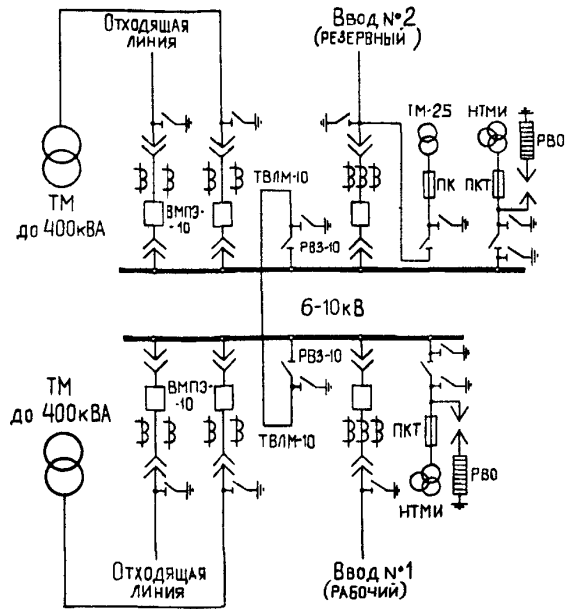 Отходящая
линия
Ввод №2
(резервный)
ТМ-25
НТМИ
РВО
ТМ
до 400кВА
ТВЛМ-10
ПК
ПКТ
ВМПЭ-
-10
РВЗ-10
6-10кВ
ТМ
до 400кВА
РВЗ-10
ВМПЭ-
-10
ТВЛМ-10
ПКТ
РВО
НТМИ
Отходящая
линия
Ввод №1
(рабочий)